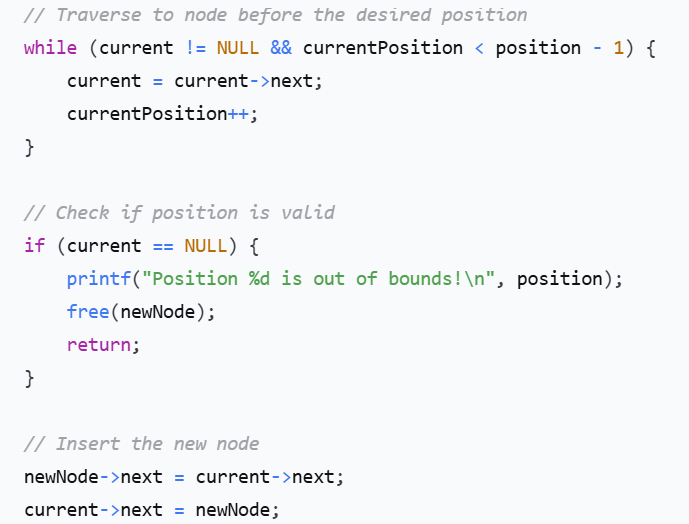 // Traverse to node before the desired position
while (current != NULL && currentPosition < position - 1) {
    current = current->next;
    currentPosition++;
}

// Check if position is valid
if (current == NULL) {
    printf("Position %d is out of bounds!\n", position);
    free(newNode);
    return;
}

// Insert the new node
newNode->next = current->next;
current->next = newNode;